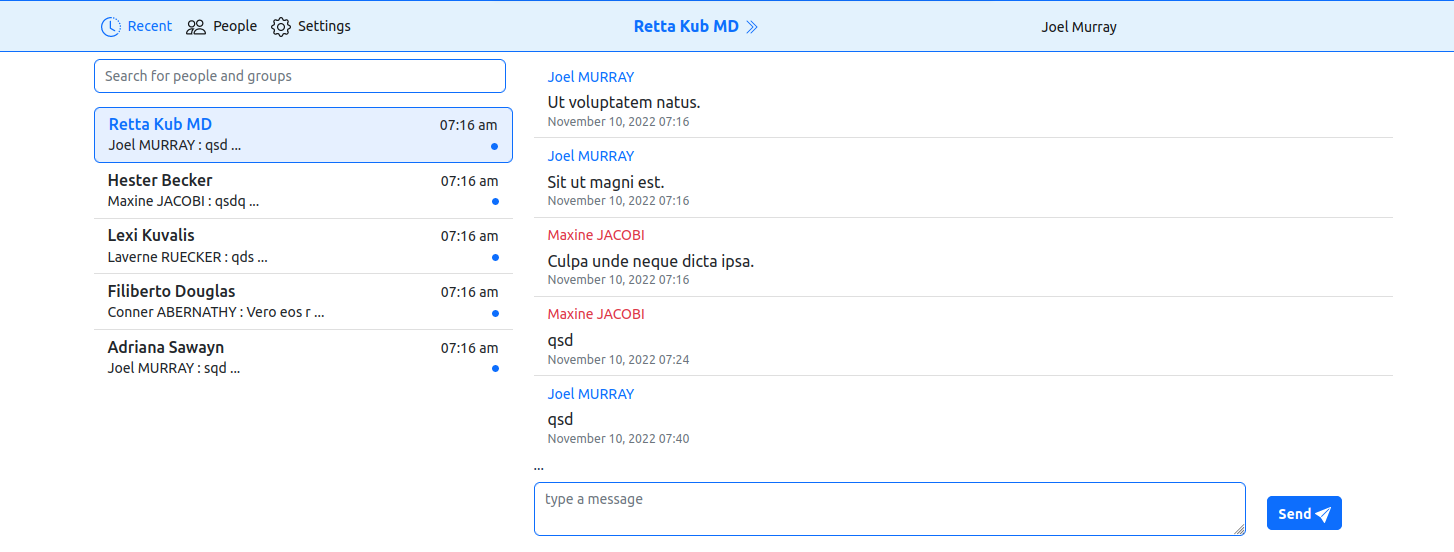 Recent People Settings Retta Kub MD Joel Murray
Search for people and groups
Retta Kub MD 07:16 am
Joel MURRAY : qsd ...
Hester Becker 07:16 am
Maxine JACOBI : qsdq ...
Lexi Kuvalis 07:16 am
Laverne RUECKER : qds ...
Filiberto Douglas 07:16 am
Conner ABERNATHY : Vero eos r ...
Adriana Sawayn 07:16 am
Joel MURRAY : sqd ...
Joel MURRAY
Ut voluptatem natus.
November 10, 2022 07:16
Joel MURRAY
Sit ut magni est.
November 10, 2022 07:16
Maxine JACOBI
Culpa unde neque dicta ipsa.
November 10, 2022 07:16
Maxine JACOBI
qsd
November 10, 2022 07:24
Joel MURRAY
qsd
November 10, 2022 07:40
...
type a message
Send